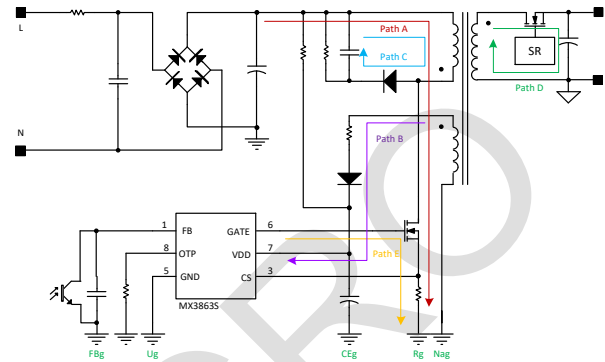 L
Path A
Path C
SR
Path D
N
Path B
1
FB
GATE
6
8
OTP
VDD
7
Path E
5
GND
CS
3
MX3863S
FBg
Ug
CEg
Rg
Nag